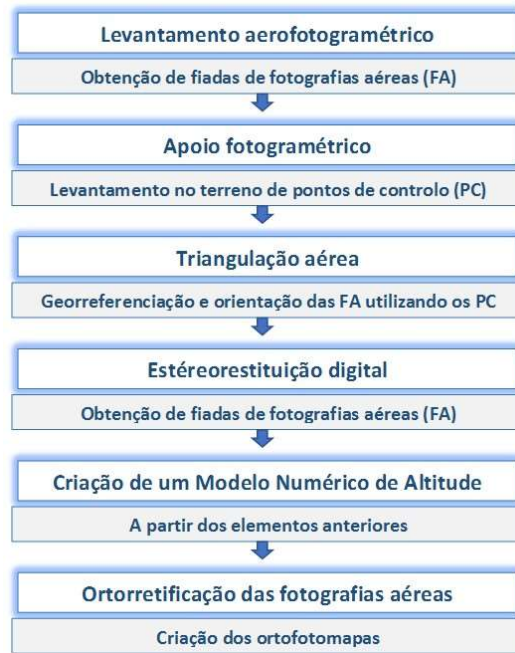 Levantamento aerofotogramétrico
Obtenção de fiadas de fotografias aéreas (FA)
Apoio fotogramétrico
Levantamento no terreno de pontos de controlo (PC)
Triangulação aérea
Georreferenciação e orientação das FA utilizando os PC
Estéreorestituição digital
Obtenção de fiadas de fotografias aéreas (FA)
Criação de um Modelo Numérico de Altitude
A partir dos elementos anteriores
Ortorretificação das fotografias aéreas
Criação dos ortofotomapas